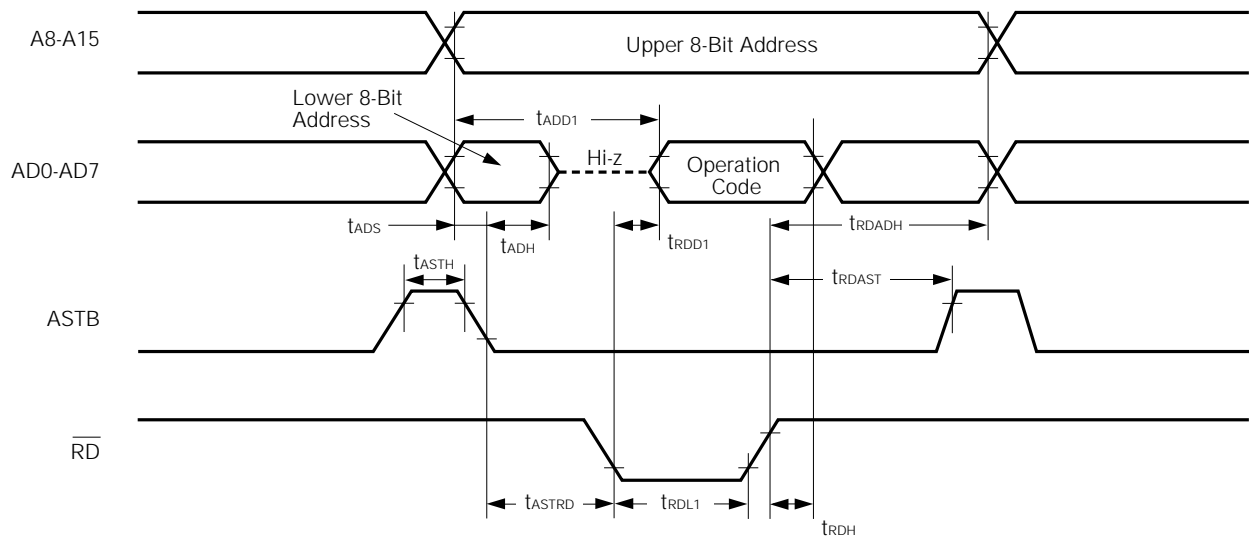 A8-A15
Upper 8-Bit Address
Lower 8-Bit
Address
tADD1
AD0-AD7
Hi-z
Operation
Code
tADS
tADH
tRDD1
tRDADH
tASTH
tRDAST
ASTB
RD
tASTRD
tRDL1
tRDH